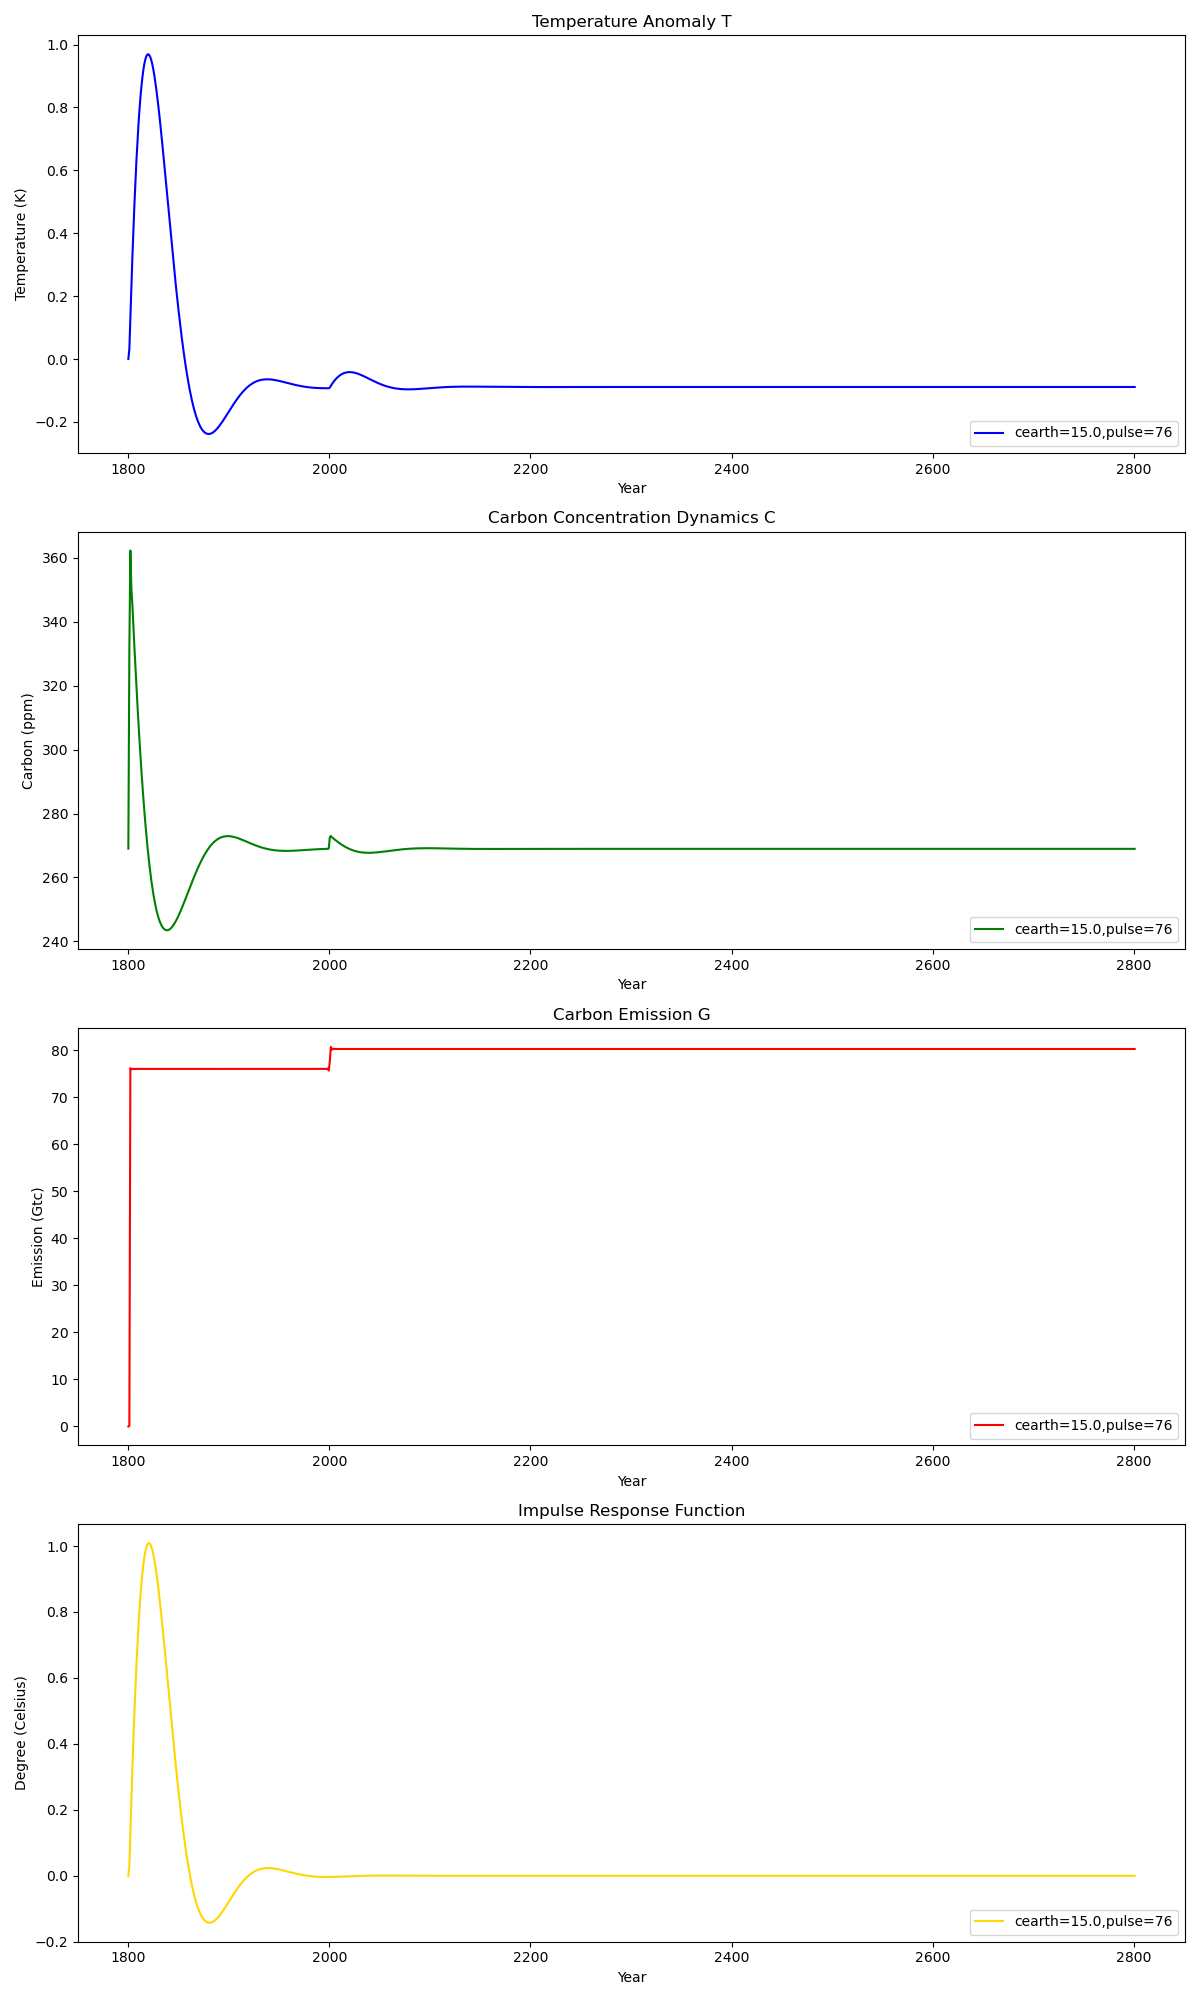 Temperature Anomaly T
1.0
0.8
0.6
0.4
0.2
0.0
−0.2
Temperature (K)
cearth=15.0,pulse=76
1800 2000 2200 2400 2600 2800
Year
Carbon Concentration Dynamics C
360
340
320
300
280
260
240
Carbon (ppm)
cearth=15.0,pulse=76
1800 2000 2200 2400 2600 2800
Year
Carbon Emission G
80
70
60
50
40
30
20
10
0
Emission (Gtc)
cearth=15.0,pulse=76
1800 2000 2200 2400 2600 2800
Year
Impulse Response Function
1.0
0.8
0.6
0.4
0.2
0.0
−0.2
Degree (Celsius)
cearth=15.0,pulse=76
1800 2000 2200 2400 2600 2800
Year